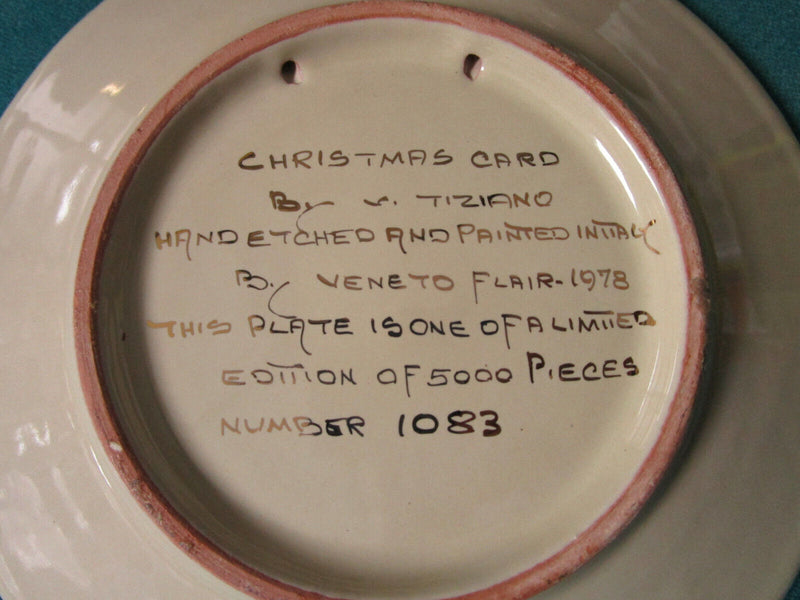 CHRISTMAS CARD
By V. TIZIANO
HAND ETCHED AND PAINTED IN ITALY
By VENETO FLAIR-1978
THIS PLATE IS ONE OF A LIMITED
EDITION OF 5000 PIECES
NUMBER 1083